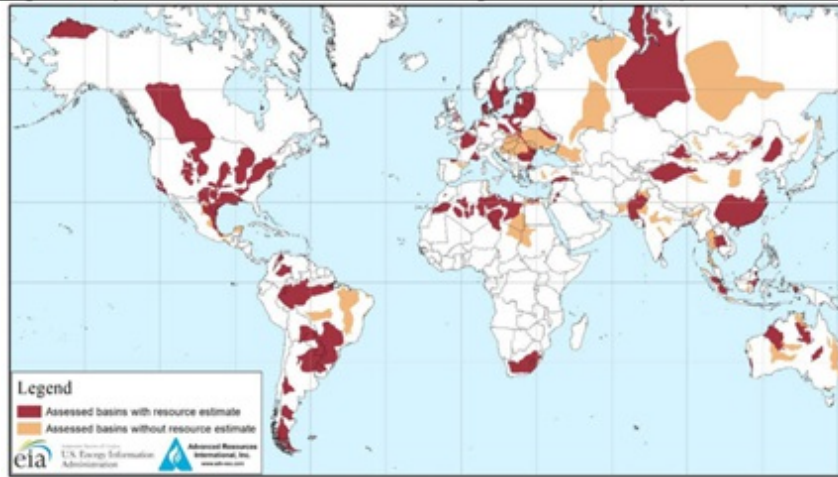 Legend
Assessed basins with resource estimate
Assessed basins without resource estimate
eia
U.S. Energy Information
Administration
Advanced Resources
International, Inc.